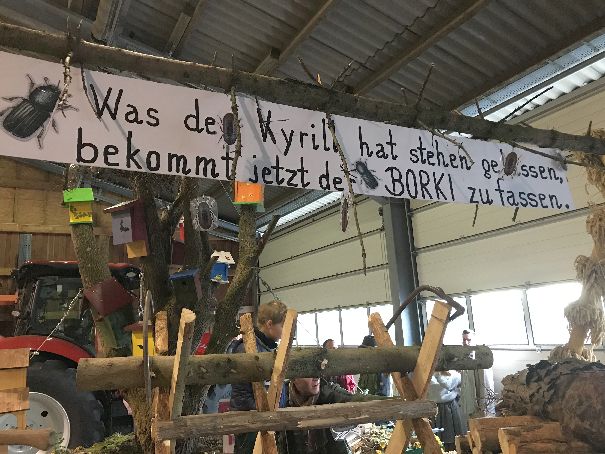 Was der Kyrill hat stehen gelassen,
bekommt jetzt der BORKI zu fassen.